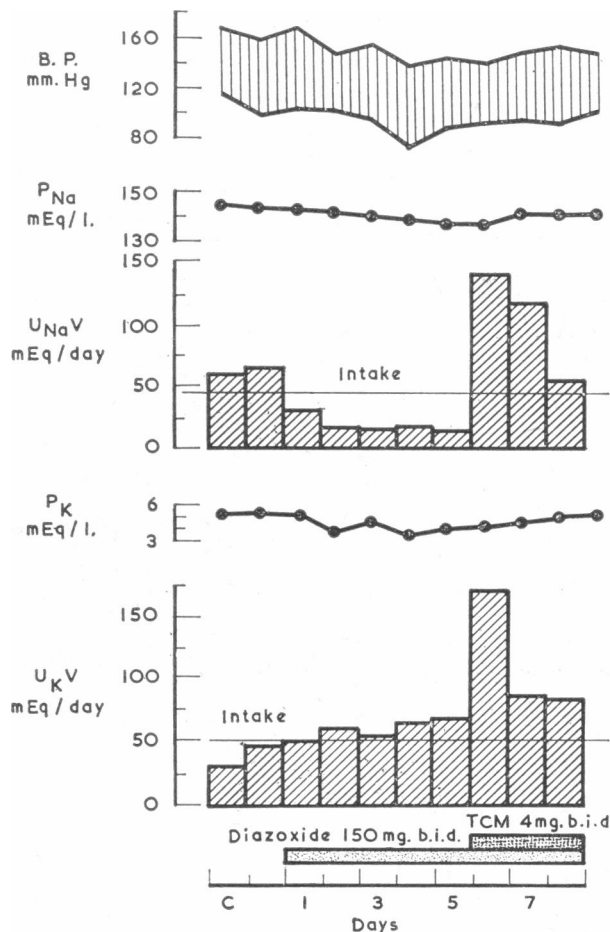 160
B. P.
mm. Hg
120
80
150
PNa
mEq/l.
130
150
100
UNaV
mEq/day
Intake
50
0
6
PK
mEq/l.
3
150
100
UKV
mEq/day
Intake
50
0
TCM 4mg. b.i.d
Diazoxide 150 mg. b.i.d.
C 1 3 5 7
Days